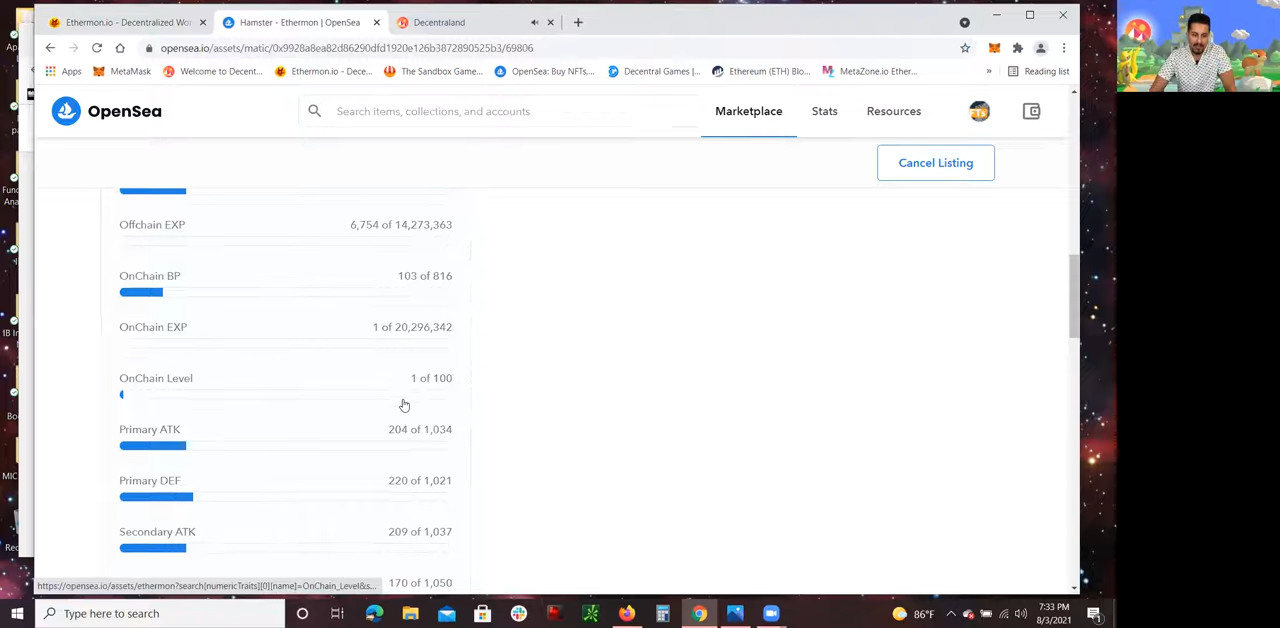 Ethermon.io - Decentralized Wor
Hamster - Ethermon | OpenSea
Decentraland
opensea.io/assets/matic/0x9928a8ea82d86290dfd1920e126b3872890525b3/69806
Apps
MetaMask
Welcome to Decent...
Ethermon.io - Dece...
The Sandbox Game...
OpenSea: Buy NFTs,...
Decentral Games |...
Ethereum (ETH) Blo...
MetaZone.io Ether...
»
Reading list
OpenSea
Search items, collections, and accounts
Marketplace
Stats
Resources
Cancel Listing
Offchain EXP
6,754 of 14,273,363
OnChain BP
103 of 816
OnChain EXP
1 of 20,296,342
OnChain Level
1 of 100
Primary ATK
204 of 1,034
Primary DEF
220 of 1,021
Secondary ATK
209 of 1,037
170 of 1,050
https://opensea.io/assets/ethermon?search[numericTraits][0][name]=OnChain_Level&s...
Type here to search
86°F
7:33 PM
8/3/2021